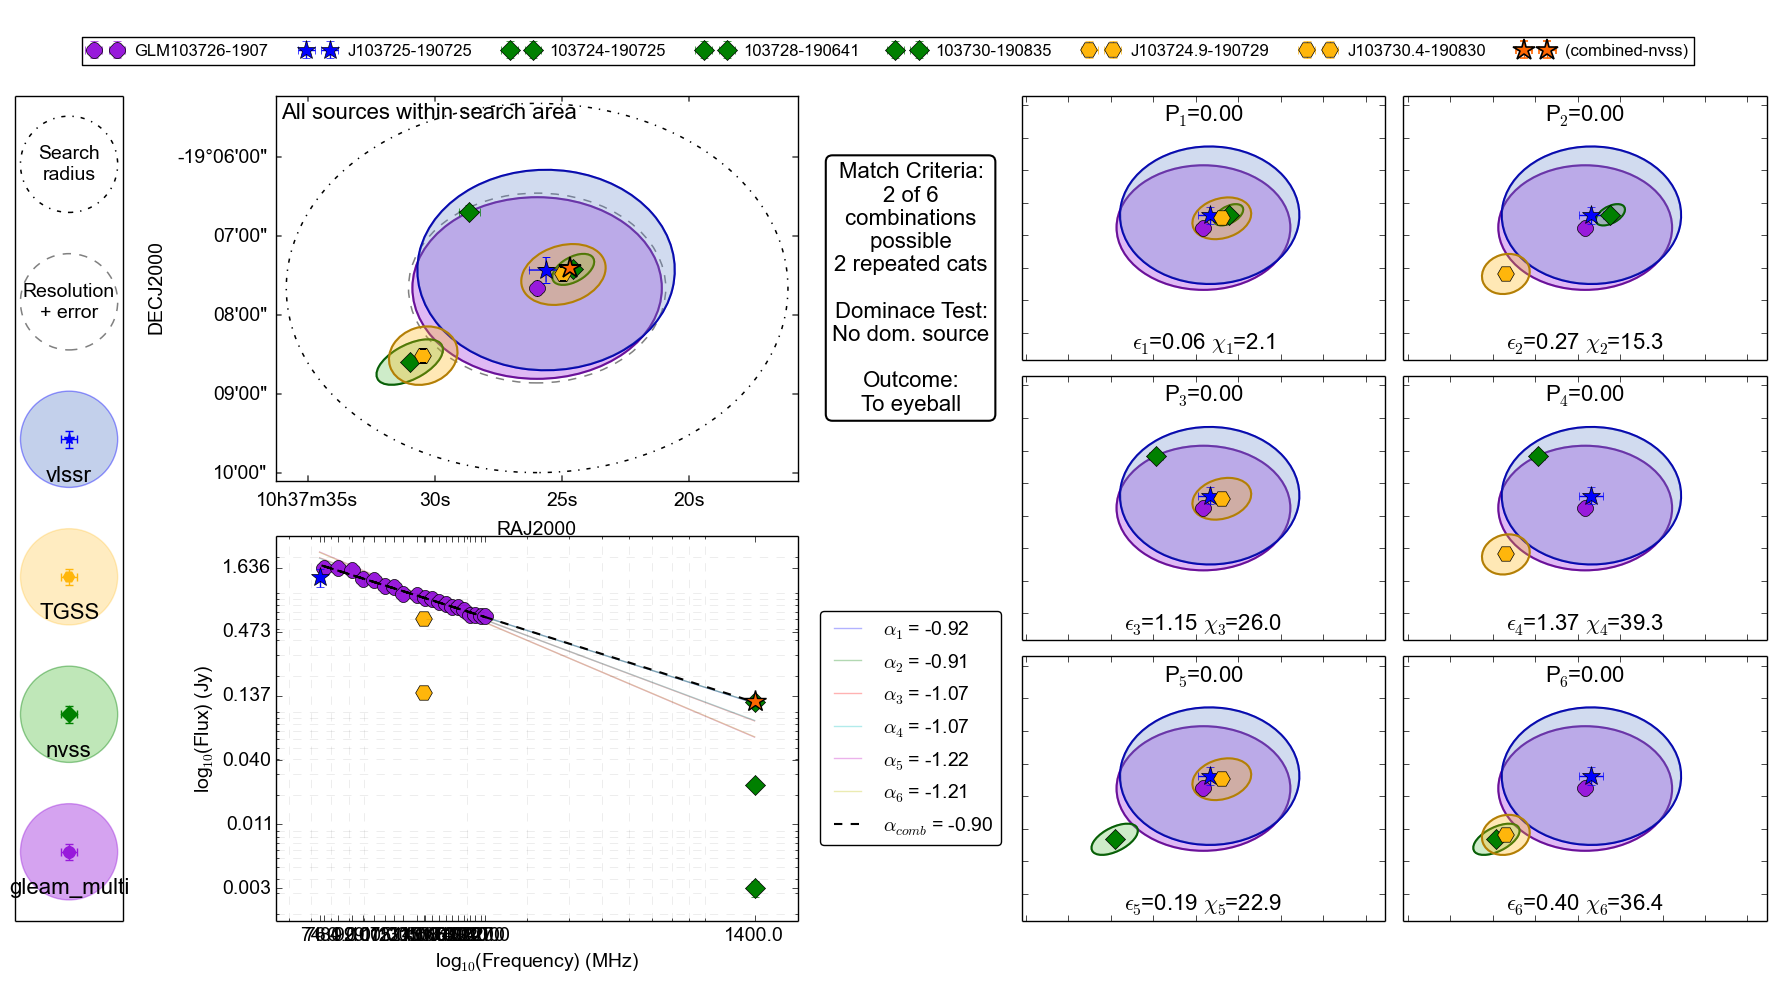 GLM103726-1907 J103725-190725 103724-190725 103728-190641 103730-190835 J103724.9-190729 J103730.4-190830 (combined-nvss)
Search
radius
Resolution
+ error
vlssr
TGSS
nvss
gleam_multi
All sources within search area
DECJ2000
-19°06'00"
07'00"
08'00"
09'00"
10'00"
10h37m35s 30s 25s 20s
RAJ2000
Match Criteria:
2 of 6
combinations
possible
2 repeated cats
Dominace Test:
No dom. source
Outcome:
To eyeball
log10(Flux) (Jy)
1.636
0.473
0.137
0.040
0.011
0.003
1400.0
log10(Frequency) (MHz)
α1 = -0.92
α2 = -0.91
α3 = -1.07
α4 = -1.07
α5 = -1.22
α6 = -1.21
αcomb = -0.90
P1=0.00
ϵ1=0.06 χ1=2.1
P2=0.00
ϵ2=0.27 χ2=15.3
P3=0.00
ϵ3=1.15 χ3=26.0
P4=0.00
ϵ4=1.37 χ4=39.3
P5=0.00
ϵ5=0.19 χ5=22.9
P6=0.00
ϵ6=0.40 χ6=36.4